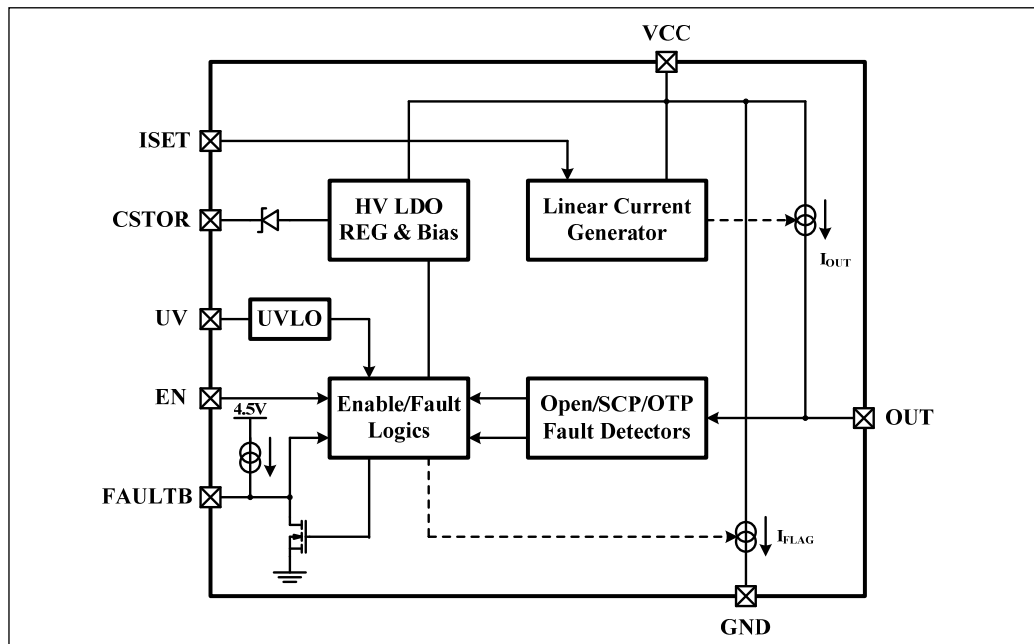 VCC
ISET
CSTOR
HV LDO
REG & Bias
Linear Current
Generator
IOUT
UV
UVLO
EN
4.5V
Enable/Fault
Logics
Open/SCP/OTP
Fault Detectors
OUT
FAULTB
IFLAG
GND